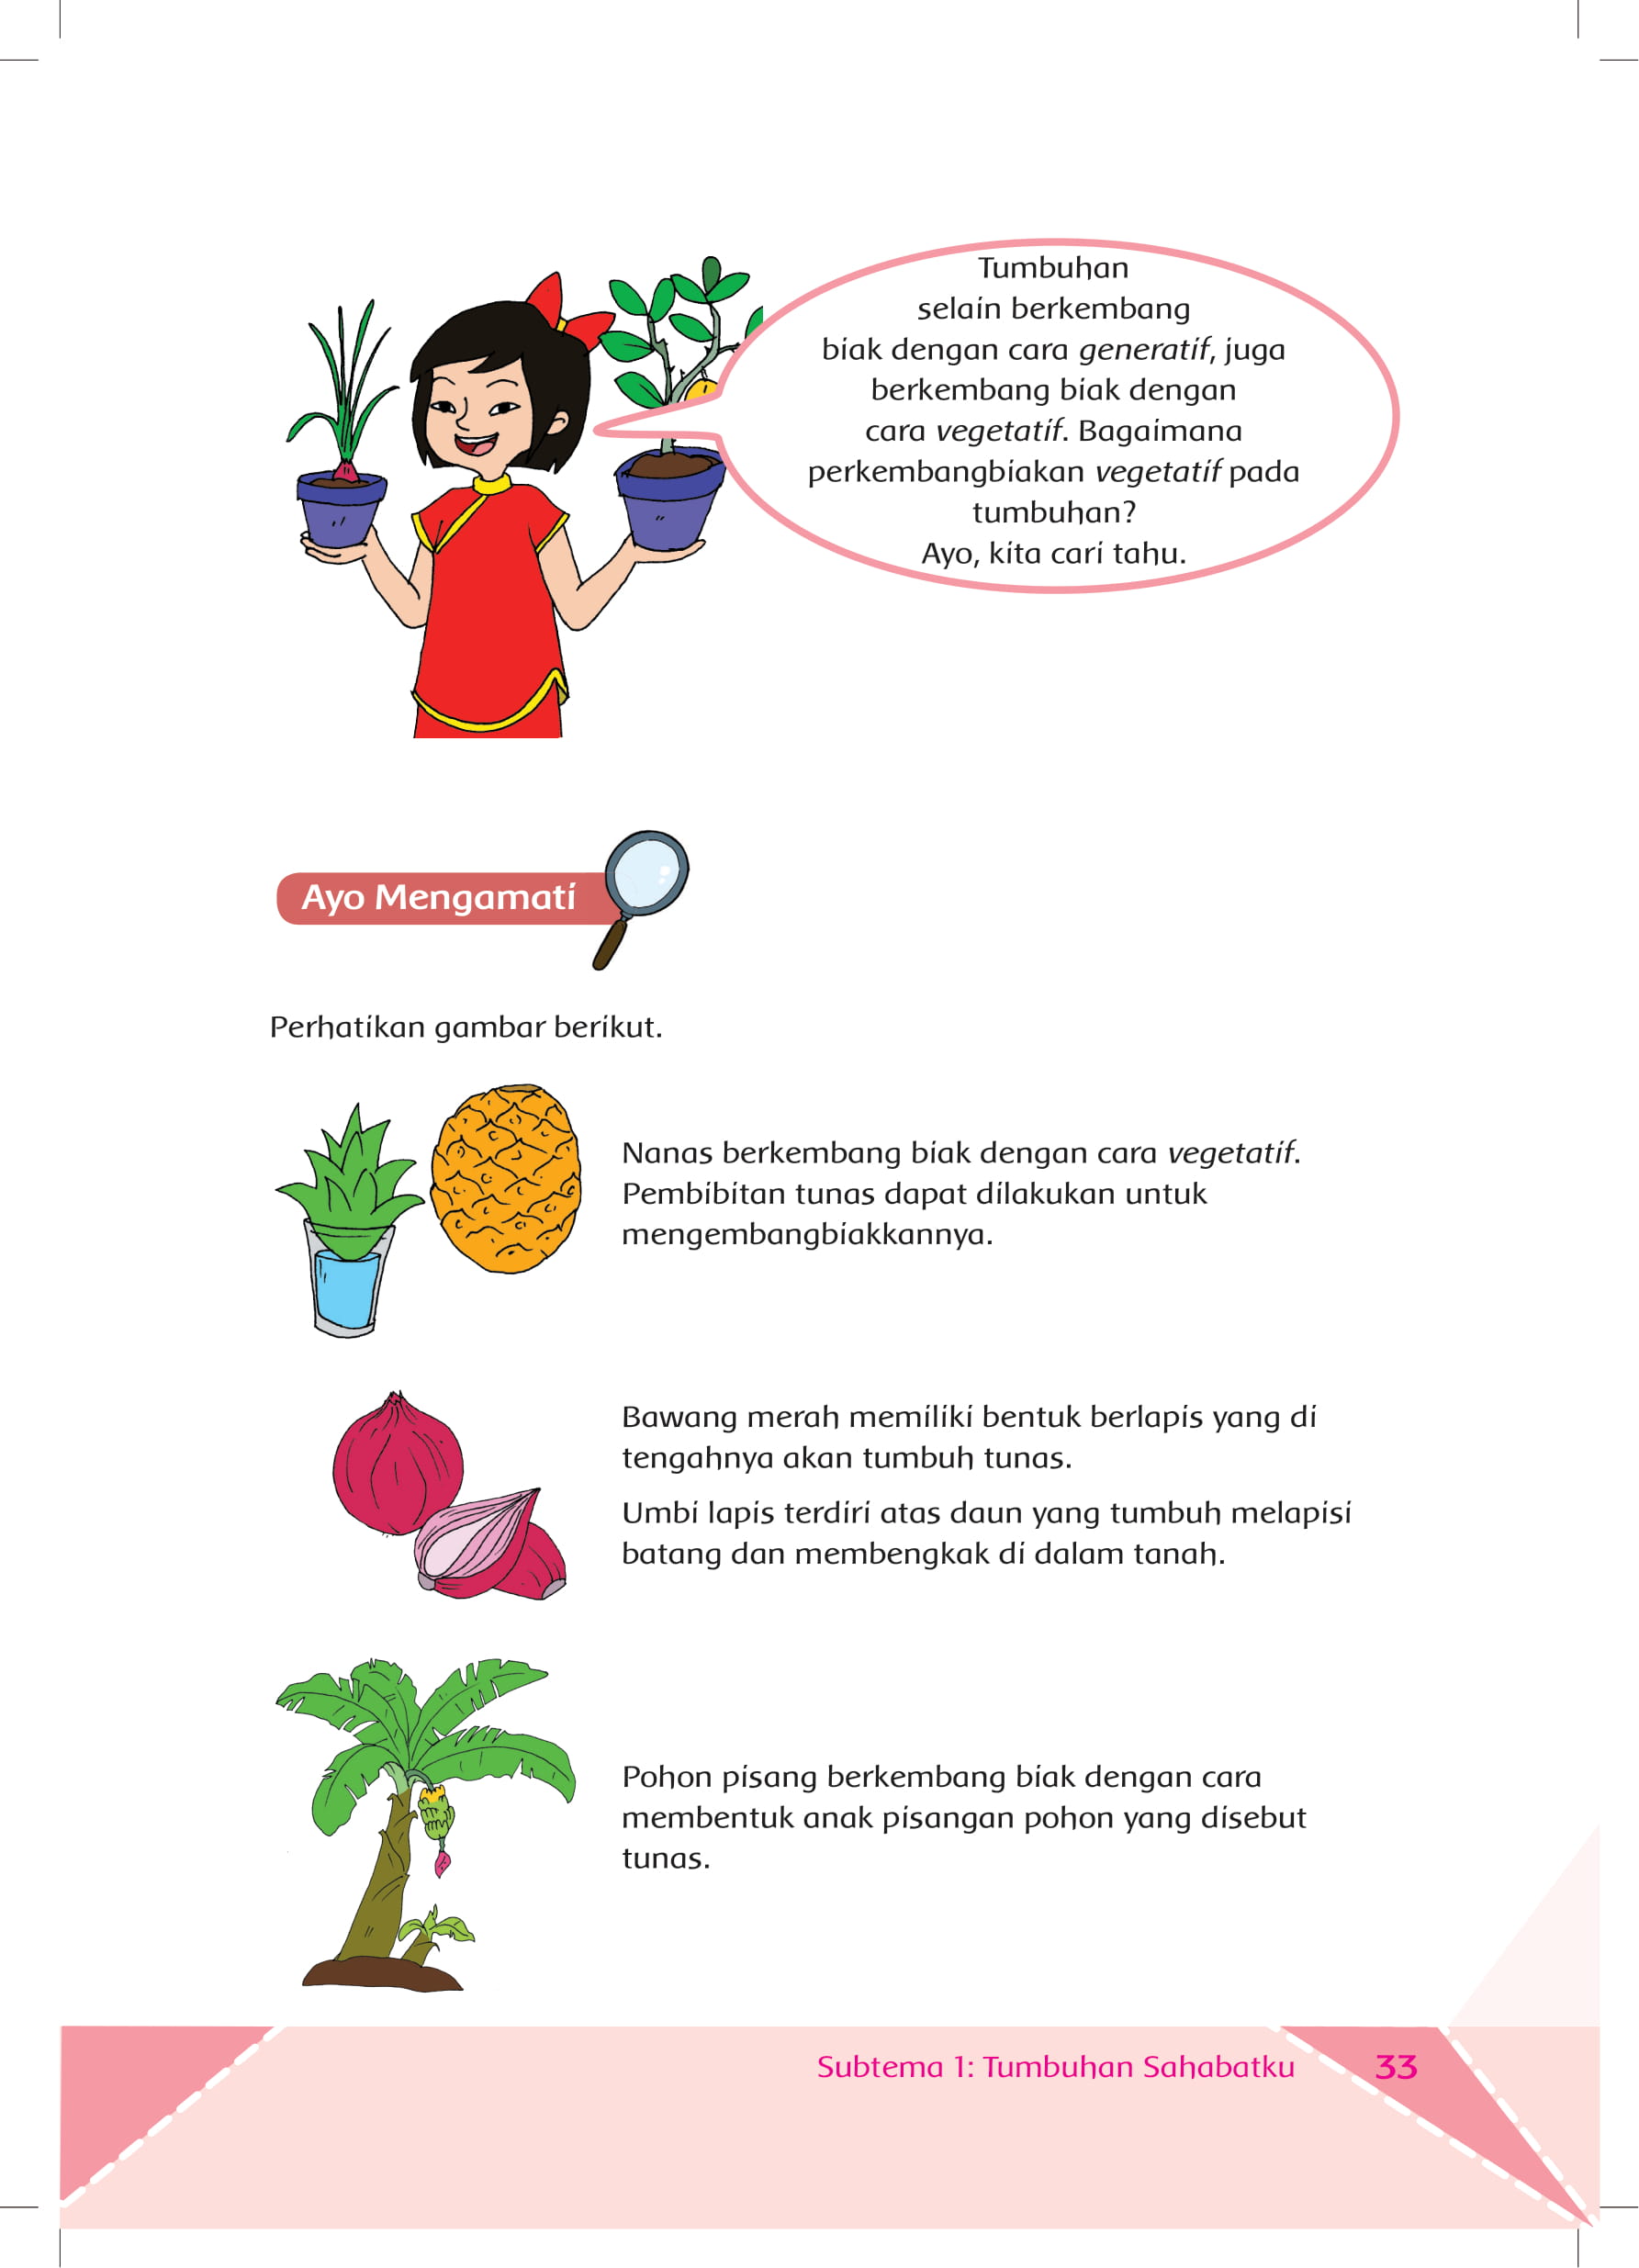 Tumbuhan
selain berkembang
biak dengan cara generatif, juga
berkembang biak dengan
cara vegetatif. Bagaimana
perkembangbiakan vegetatif pada
tumbuhan?
Ayo, kita cari tahu.
Ayo Mengamati
Perhatikan gambar berikut.
Nanas berkembang biak dengan cara vegetatif.
Pembibitan tunas dapat dilakukan untuk
mengembangbiakkannya.
Bawang merah memiliki bentuk berlapis yang di
tengahnya akan tumbuh tunas.
Umbi lapis terdiri atas daun yang tumbuh melapisi
batang dan membengkak di dalam tanah.
Pohon pisang berkembang biak dengan cara
membentuk anak pisangan pohon yang disebut
tunas.
Subtema 1: Tumbuhan Sahabatku 33